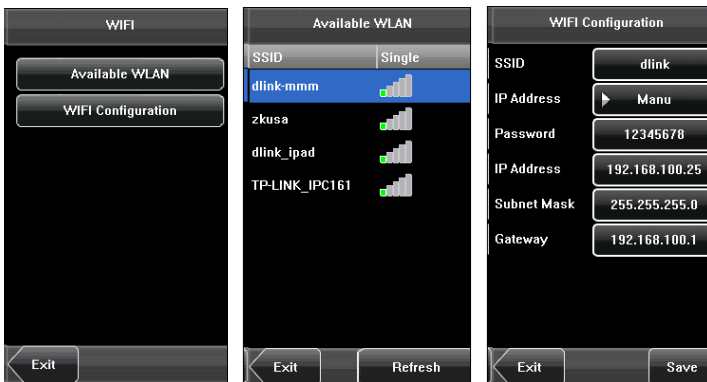 WIFI
Available WLAN
WIFI Configuration
Exit
Available WLAN
SSID Single
dlink-mmm
zkusa
dlink_ipad
TP-LINK_IPC161
Exit Refresh
WIFI Configuration
SSID dlink
IP Address Manu
Password 12345678
IP Address 192.168.100.25
Subnet Mask 255.255.255.0
Gateway 192.168.100.1
Exit Save